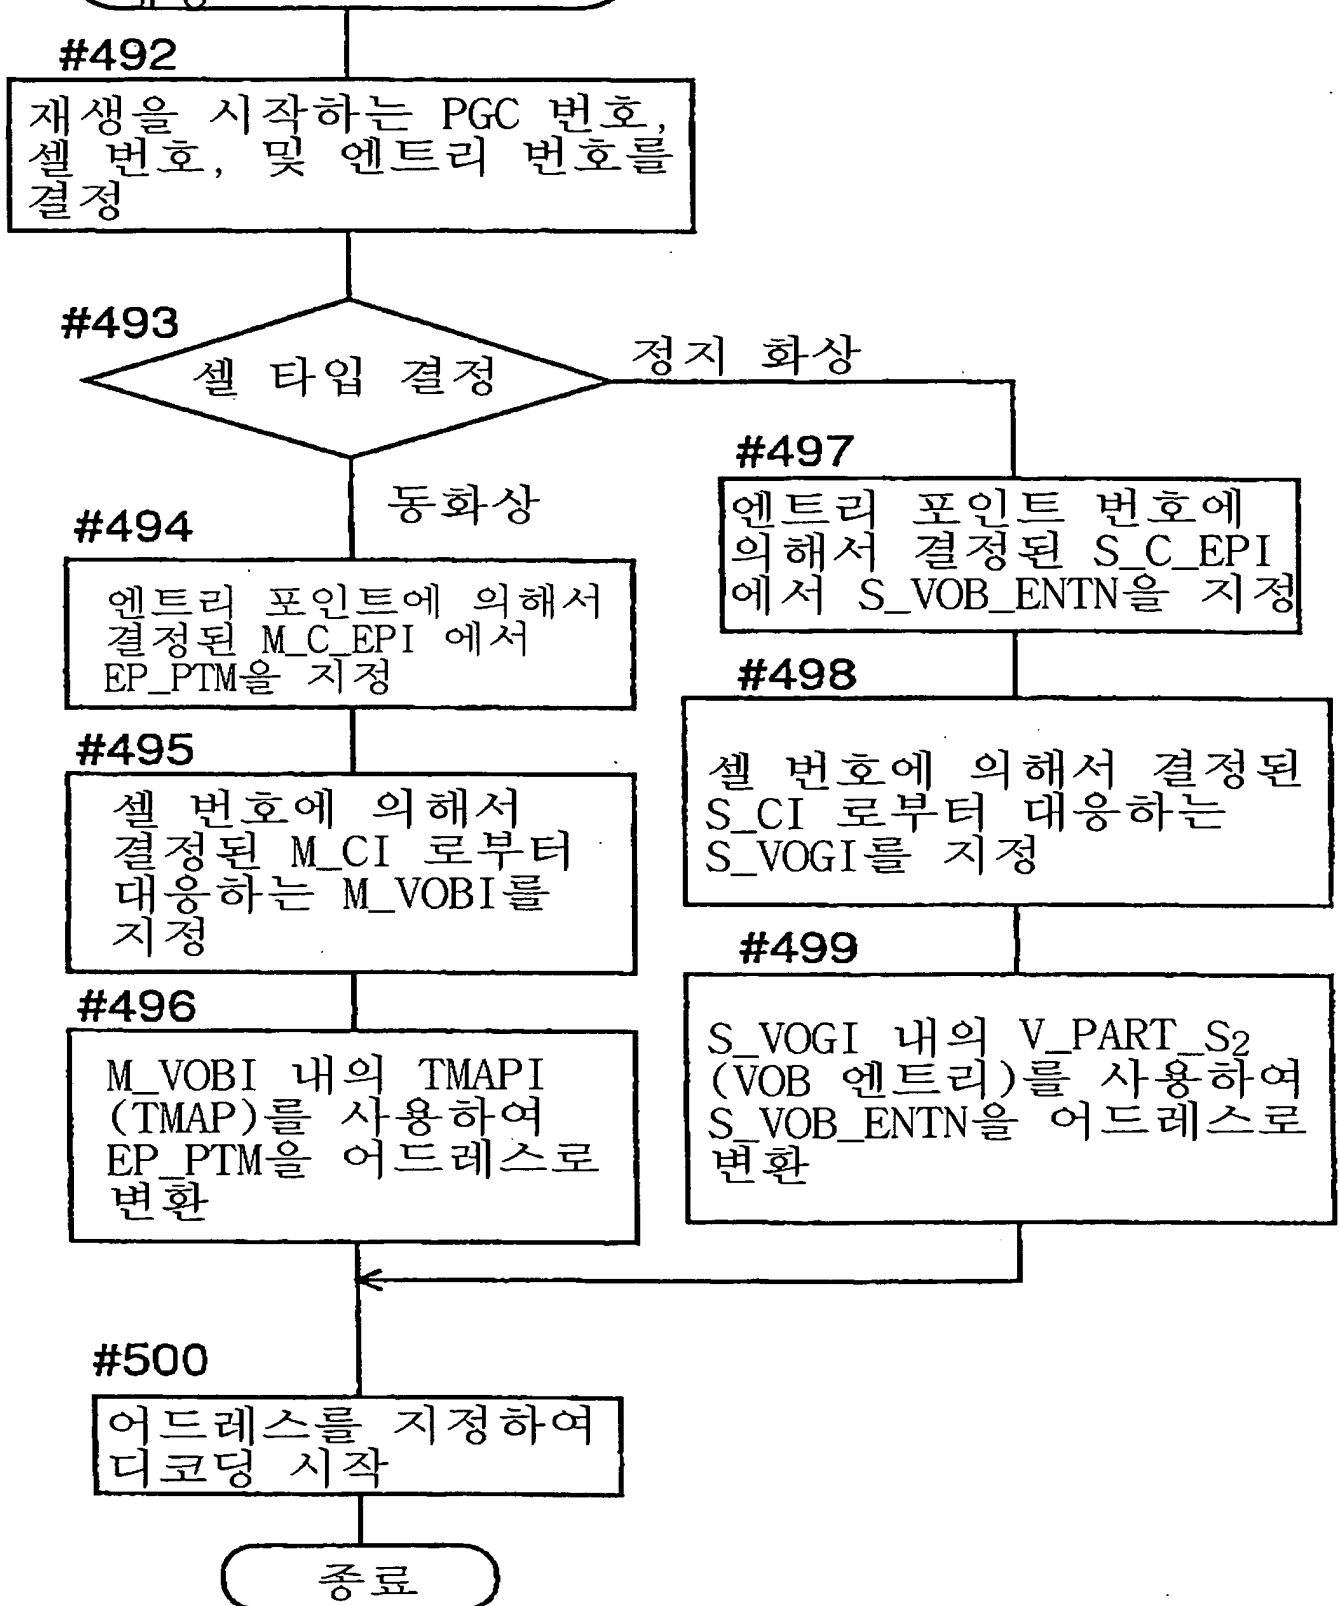 #492
재생을 시작하는 PGC 번호,
셀 번호, 및 엔트리 번호를
결정
#493
셀 타입 결정
정지 화상
동화상
#494
엔트리 포인트에 의해서
결정된 M_C_EPI 에서
EP_PTM을 지정
#495
셀 번호에 의해서
결정된 M_CI 로부터
대응하는 M_VOBI를
지정
#496
M_VOBI 내의 TMAPI
(TMAP)를 사용하여
EP_PTM을 어드레스로
변환
#497
엔트리 포인트 번호에
의해서 결정된 S_C_EPI
에서 S_VOB_ENTN을 지정
#498
셀 번호에 의해서 결정된
S_CI 로부터 대응하는
S_VOGI를 지정
#499
S_VOGI 내의 V_PART_S2
(VOB 엔트리)를 사용하여
S_VOB_ENTN을 어드레스로
변환
#500
어드레스를 지정하여
디코딩 시작
종료